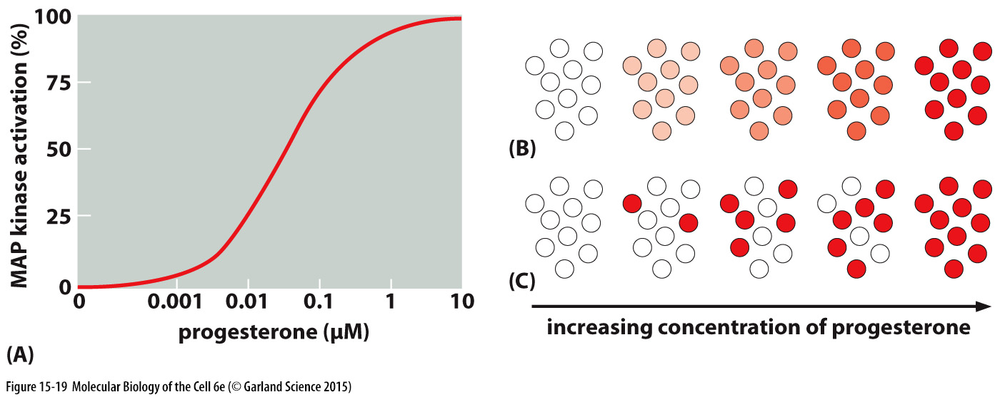 100
75
50
25
0
MAP kinase activation (%)
0 0.001 0.01 0.1 1 10
progesterone (μM)
(A)
(B)
(C)
increasing concentration of progesterone
Figure 15-19 Molecular Biology of the Cell 6e (© Garland Science 2015)